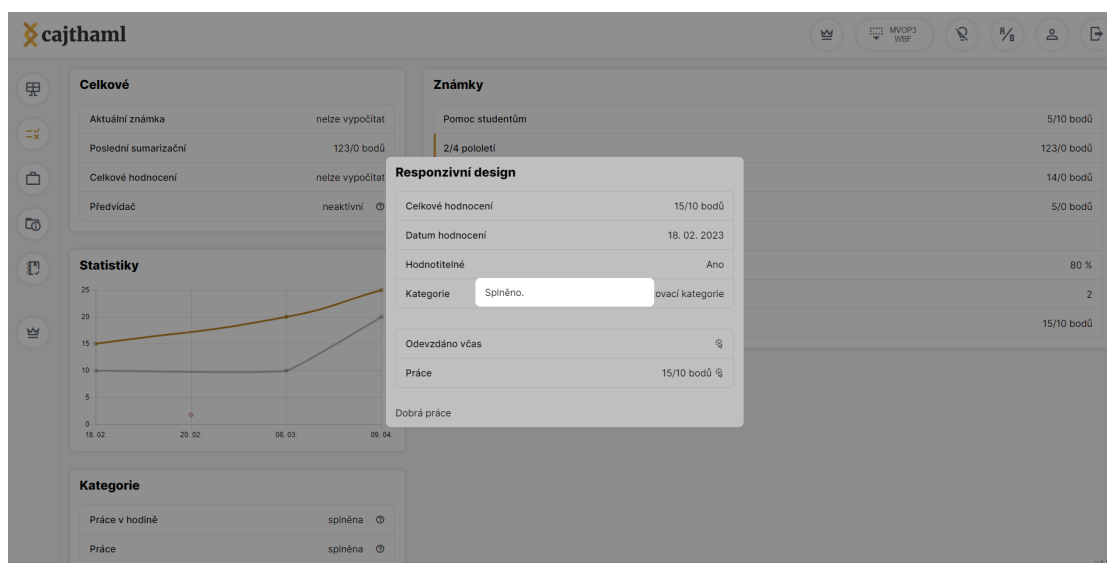 cajthaml
MVOP3
WBF
A/B
Celkové
Aktuální známka nelze vypočítat
Poslední sumarizační 123/0 bodů
Celkové hodnocení nelze vypočítat
Předvídač neaktivní
Statistiky
25
20
15
10
5
0
18. 02. 20. 02. 06. 03. 09. 04.
Kategorie
Práce v hodině splněna
Práce splněna
Známky
Pomoc studentům 5/10 bodů
2/4 pololetí 123/0 bodů
14/0 bodů
5/0 bodů
80 %
2
15/10 bodů
Responzivní design
Celkové hodnocení 15/10 bodů
Datum hodnocení 18. 02. 2023
Hodnotitelné Ano
Kategorie ovací kategorie
Splněno.
Odevzdáno včas
Práce 15/10 bodů
Dobrá práce